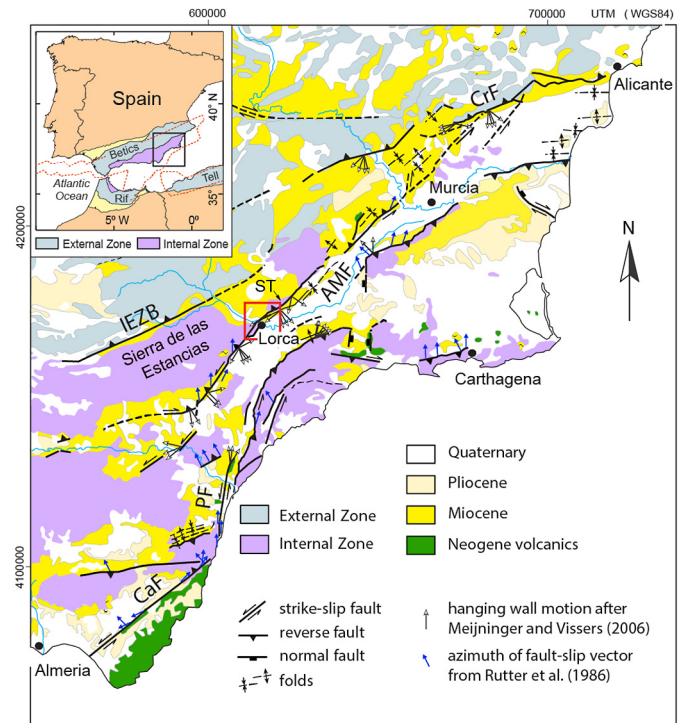 600000
700000
UTM ( WGS84)
Spain
40 N
Betics
Atlantic
Ocean
Rif
Tell
35°
5° W
0°
External Zone
Internal Zone
4200000
4100000
CrF
Alicante
Murcia
N
ST
AMF
IEZB
Sierra de las
Estancias
Lorca
Carthagena
PF
CaF
Almeria
Quaternary
Pliocene
Miocene
Neogene volcanics
External Zone
Internal Zone
strike-slip fault
reverse fault
normal fault
folds
hanging wall motion after
Meijninger and Vissers (2006)
azimuth of fault-slip vector
from Rutter et al. (1986)